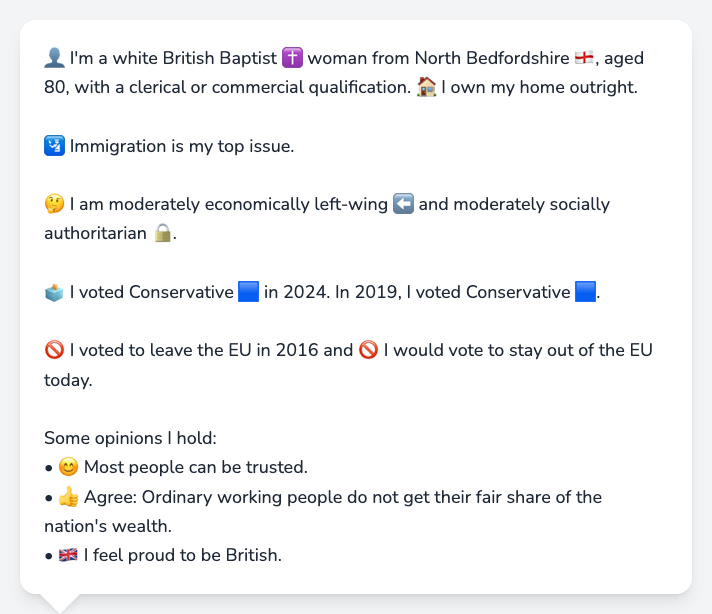 👤 I'm a white British Baptist ✝️ woman from North Bedfordshire 🏴󠁧󠁢󠁥󠁮󠁧󠁿, aged
80, with a clerical or commercial qualification. 🏠 I own my home outright.
🛂 Immigration is my top issue.
🤔 I am moderately economically left-wing ⬅️ and moderately socially
authoritarian 🔒.
🗳️ I voted Conservative 🟦 in 2024. In 2019, I voted Conservative 🟦.
🚫 I voted to leave the EU in 2016 and 🚫 I would vote to stay out of the EU
today.
Some opinions I hold:
• 😊 Most people can be trusted.
• 👍 Agree: Ordinary working people do not get their fair share of the
nation's wealth.
• 🇬🇧 I feel proud to be British.